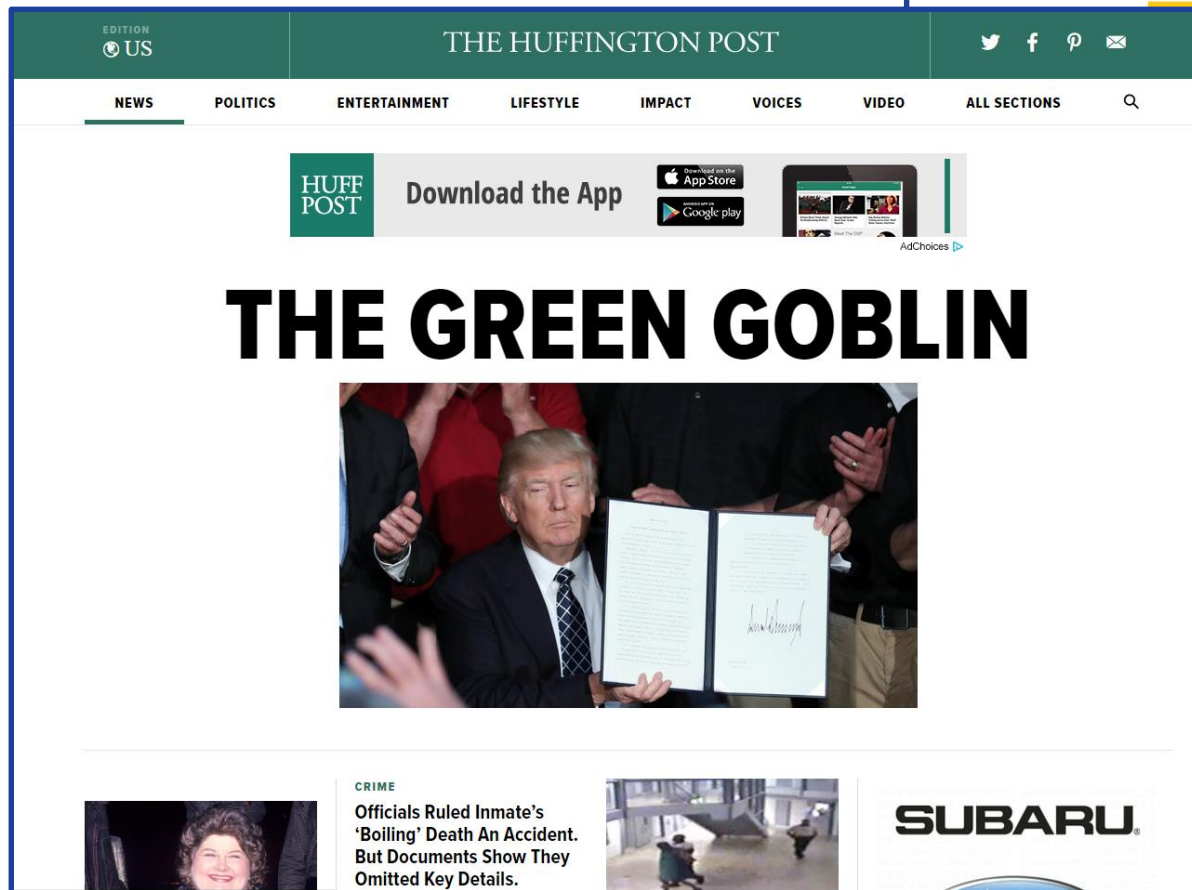 EDITION
US
THE HUFFINGTON POST
NEWS POLITICS ENTERTAINMENT LIFESTYLE IMPACT VOICES VIDEO ALL SECTIONS
HUFF
POST
Download the App
Download on the
App Store
Google play
AdChoices
THE GREEN GOBLIN
CRIME
Officials Ruled Inmate’s
‘Boiling’ Death An Accident.
But Documents Show They
Omitted Key Details.
SUBARU